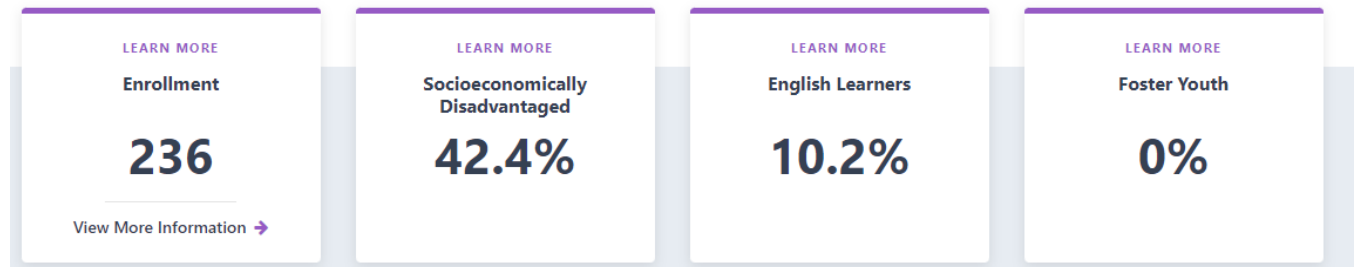 LEARN MORE
Enrollment
236
View More Information
LEARN MORE
Socioeconomically
Disadvantaged
42.4%
LEARN MORE
English Learners
10.2%
LEARN MORE
Foster Youth
0%